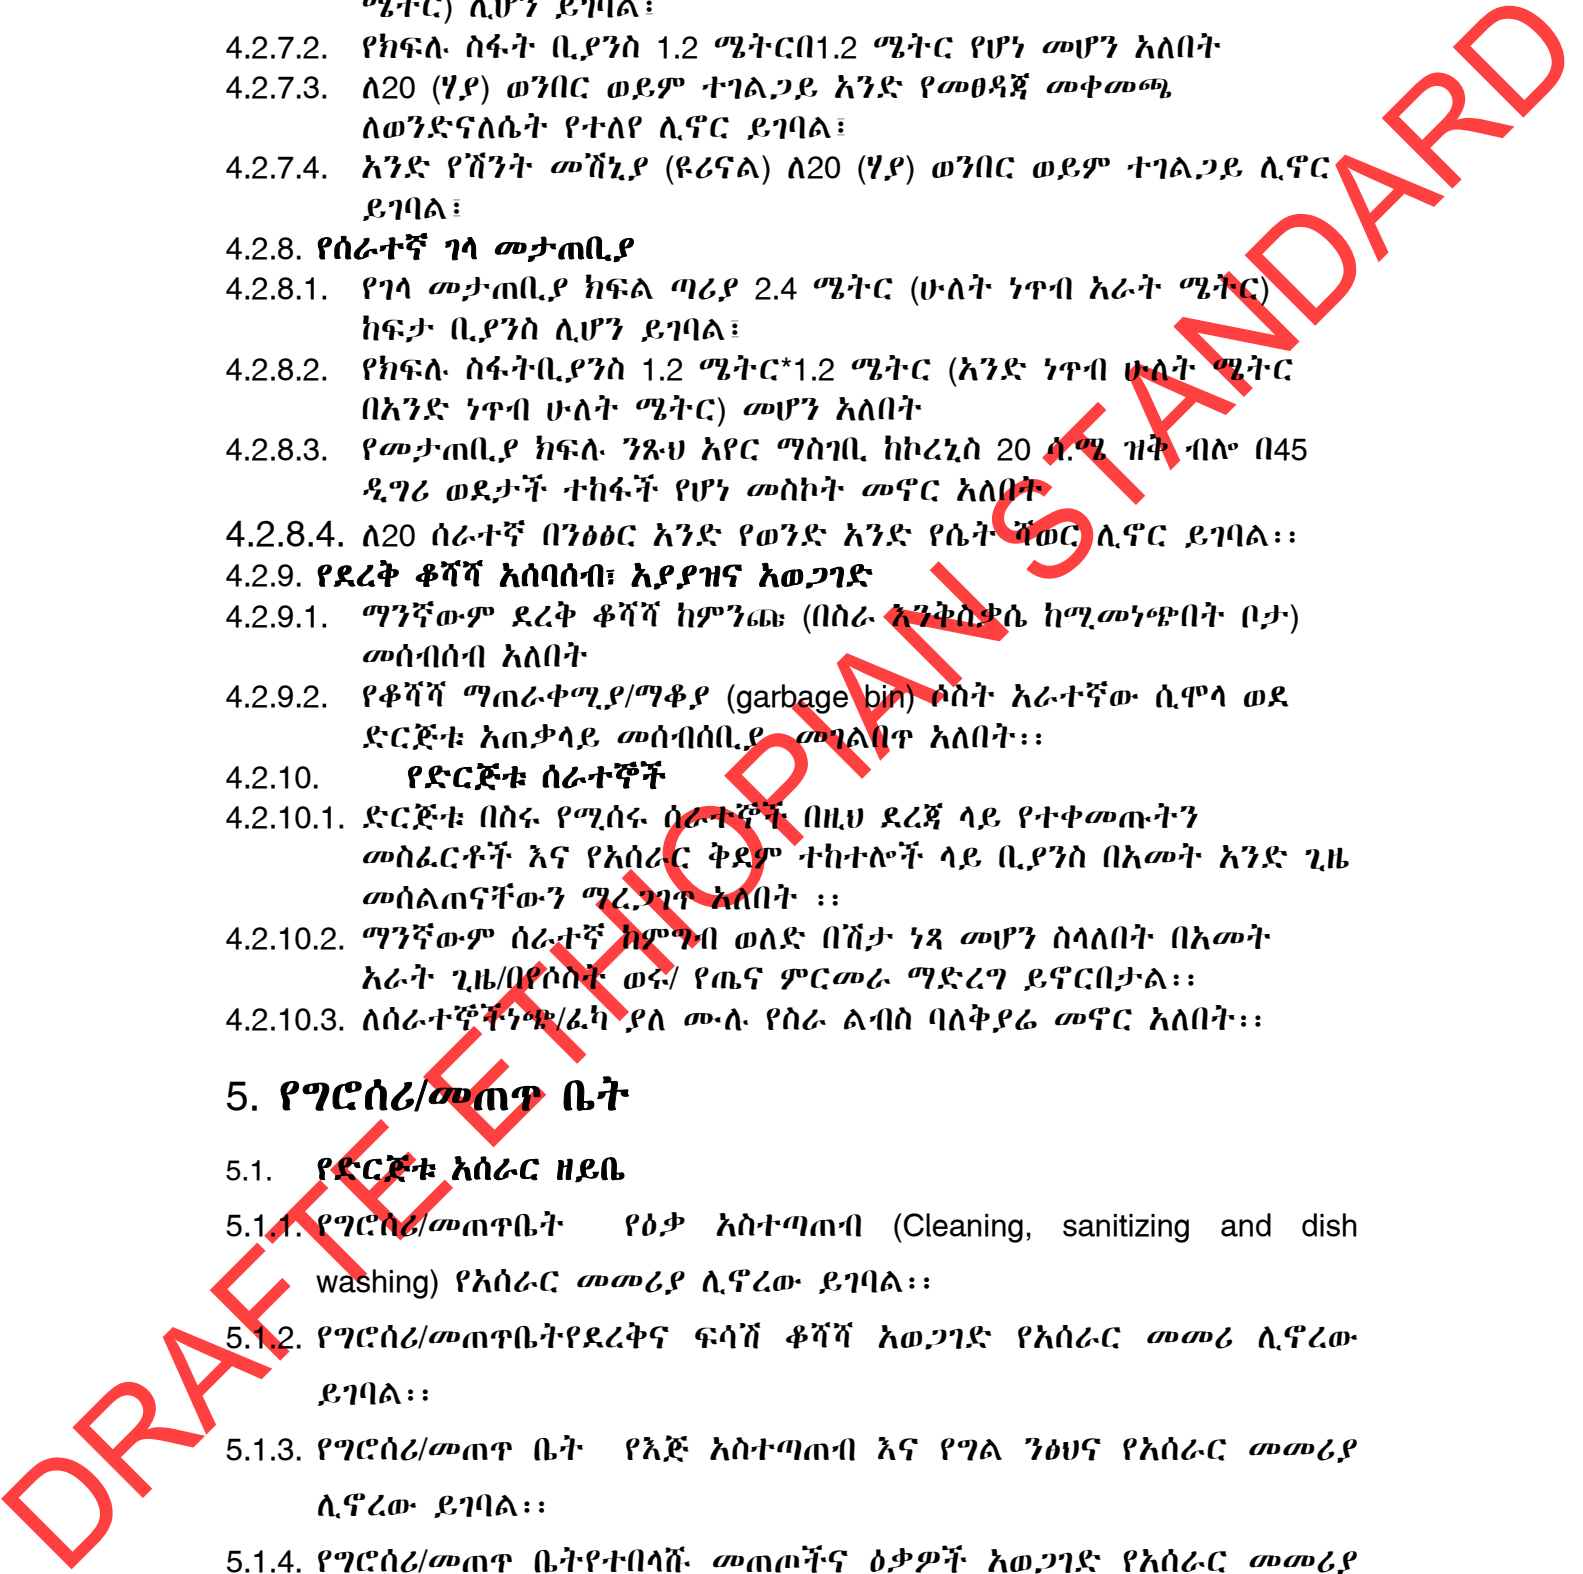 ሜትር) ሊሆን ይገባል፤
4.2.7.2. የክፍሉ ስፋት ቢያንስ 1.2 ሜትርበ1.2 ሜትር የሆነ መሆን አለበት
4.2.7.3. ለ20 (ሃያ) ወንበር ወይም ተገልጋይ አንድ የመፀዳጃ መቀመጫ
ለወንድናለሴት የተለየ ሊኖር ይገባል፤
4.2.7.4. አንድ የሽንት መሽኒያ (ዩሪናል) ለ20 (ሃያ) ወንበር ወይም ተገልጋይ ሊኖር
ይገባል፤
4.2.8. የሰራተኛ ገላ መታጠቢያ
4.2.8.1. የገላ መታጠቢያ ክፍል ጣሪያ 2.4 ሜትር (ሁለት ነጥብ አራት ሜትር)
ከፍታ ቢያንስ ሊሆን ይገባል፤
4.2.8.2. የክፍሉ ስፋትቢያንስ 1.2 ሜትር*1.2 ሜትር (አንድ ነጥብ ሁለት ሜትር
በአንድ ነጥብ ሁለት ሜትር) መሆን አለበት
4.2.8.3. የመታጠቢያ ክፍሉ ንጹህ አየር ማስገቢ ከኮረኒስ 20 ሳ.ሜ ዝቅ ብሎ በ45
ዲግሪ ወደታች ተከፋች የሆነ መስኮት መኖር አለበት
4.2.8.4. ለ20 ሰራተኛ በንፅፅር አንድ የወንድ አንድ የሴት ሻወር ሊኖር ይገባል፡፡
4.2.9. የደረቅ ቆሻሻ አሰባሰብ፣ አያያዝና አወጋገድ
4.2.9.1. ማንኛውም ደረቅ ቆሻሻ ከምንጩ (በስራ እንቅስቃሴ ከሚመነጭበት ቦታ)
መሰብሰብ አለበት
4.2.9.2. የቆሻሻ ማጠራቀሚያ/ማቆያ (garbage bin) ሶስት አራተኛው ሲሞላ ወደ
ድርጅቱ አጠቃላይ መሰብሰቢያ መገልበጥ አለበት፡፡
4.2.10. የድርጅቱ ሰራተኞች
4.2.10.1. ድርጅቱ በስሩ የሚሰሩ ሰራተኞች በዚህ ደረጃ ላይ የተቀመጡትን
መስፈርቶች እና የአሰራር ቅደም ተከተሎች ላይ ቢያንስ በአመት አንድ ጊዜ
መሰልጠናቸውን ማረጋገጥ አለበት ፡፡
4.2.10.2. ማንኛውም ሰራተኛ ከምግብ ወለድ በሽታ ነጻ መሆን ስላለበት በአመት
አራት ጊዜ/በየሶስት ወሩ/ የጤና ምርመራ ማድረግ ይኖርበታል፡፡
4.2.10.3. ለሰራተኞችነጭ/ፈካ ያለ ሙሉ የስራ ልብስ ባለቅያሬ መኖር አለበት፡፡
5. የግሮሰሪ/መጠጥ ቤት
5.1. የድርጅቱ አሰራር ዘይቤ
5.1.1. የግሮሰሪ/መጠጥቤት የዕቃ አስተጣጠብ (Cleaning, sanitizing and dish
washing) የአሰራር መመሪያ ሊኖረው ይገባል፡፡
5.1.2. የግሮሰሪ/መጠጥቤትየደረቅና ፍሳሽ ቆሻሻ አወጋገድ የአሰራር መመሪ ሊኖረው
ይገባል፡፡
5.1.3. የግሮሰሪ/መጠጥ ቤት የእጅ አስተጣጠብ እና የግል ንፅህና የአሰራር መመሪያ
ሊኖረው ይገባል፡፡
5.1.4. የግሮሰሪ/መጠጥ ቤትየተበላሹ መጠጦችና ዕቃዎች አወጋገድ የአሰራር መመሪያ
DRAFTE ETHIOPIAN STANDARD